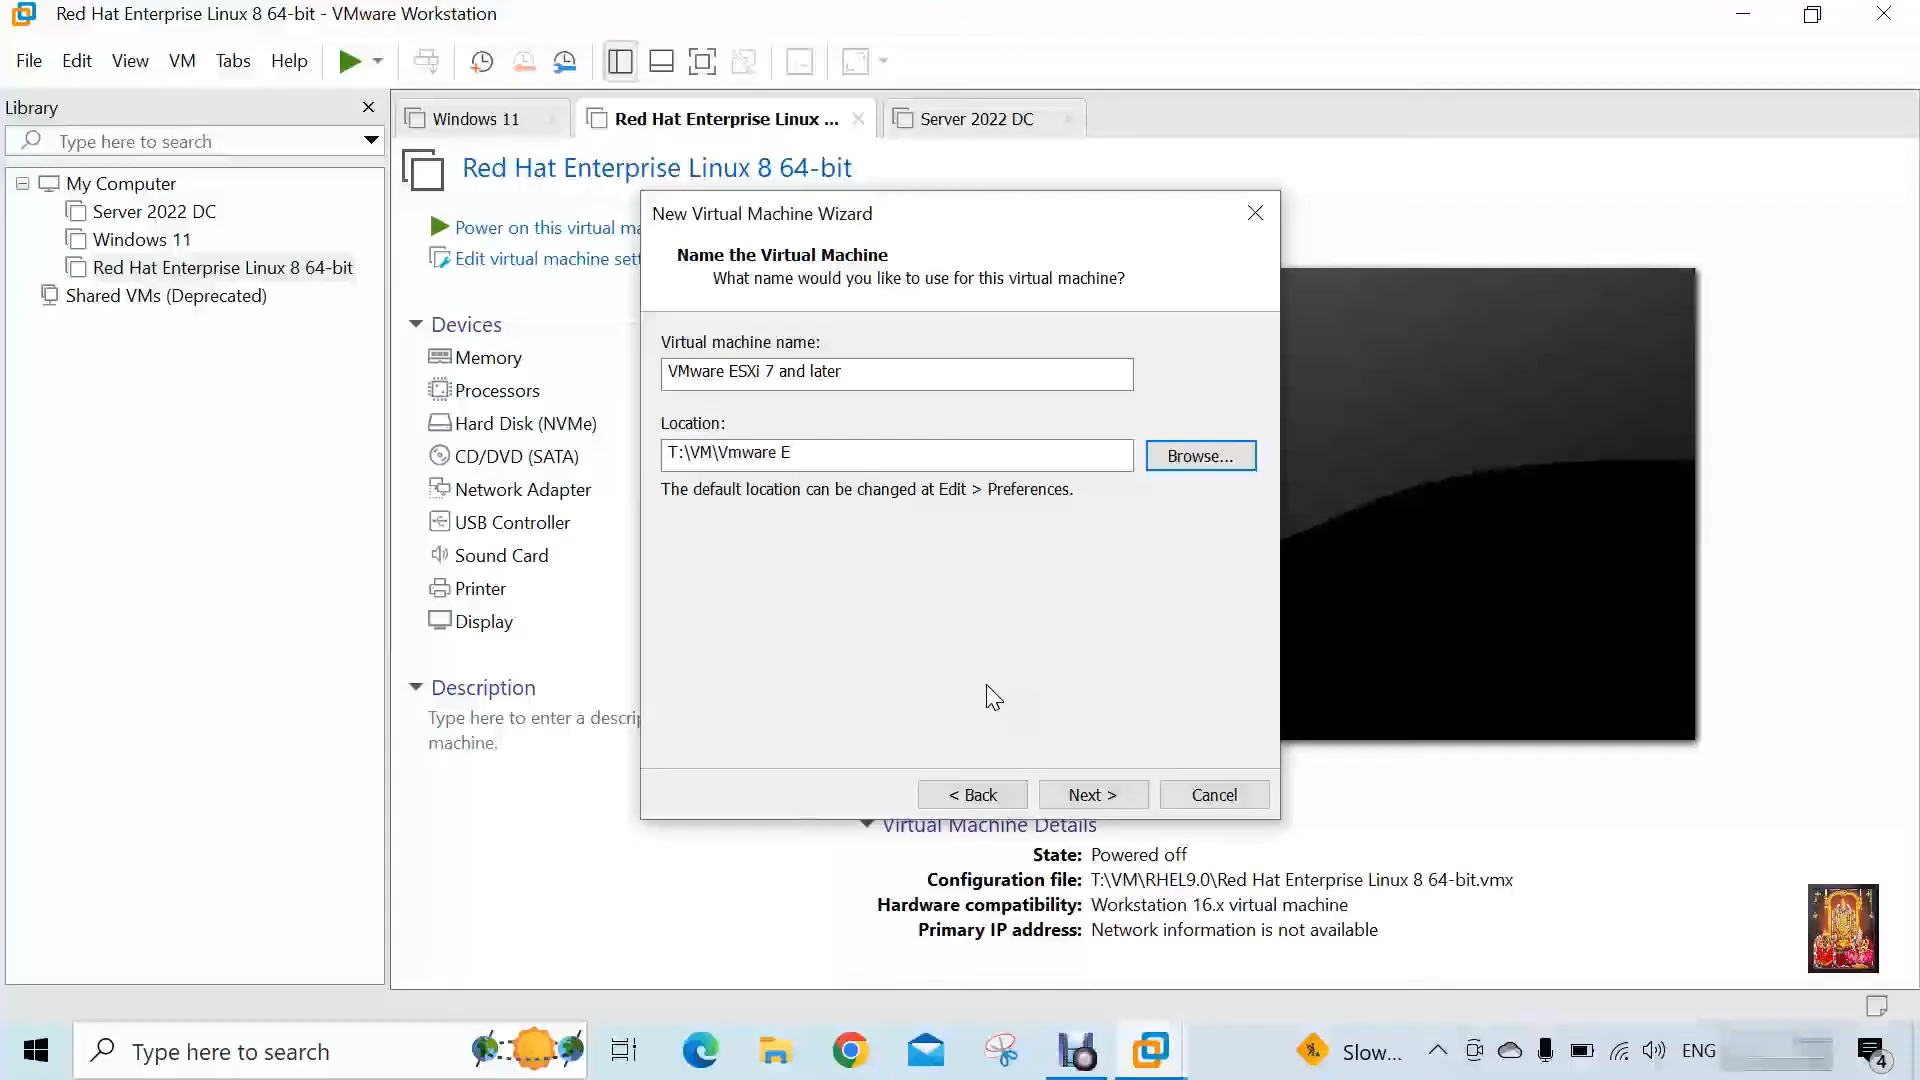 Red Hat Enterprise Linux 8 64-bit - VMware Workstation
File Edit View VM Tabs Help
Library
Type here to search
My Computer
Server 2022 DC
Windows 11
Red Hat Enterprise Linux 8 64-bit
Shared VMs (Deprecated)
Windows 11
Red Hat Enterprise Linux ...
Server 2022 DC
Red Hat Enterprise Linux 8 64-bit
Power on this virtual ma
Edit virtual machine sett
Devices
Memory
Processors
Hard Disk (NVMe)
CD/DVD (SATA)
Network Adapter
USB Controller
Sound Card
Printer
Display
Description
Type here to enter a descrip
machine.
New Virtual Machine Wizard
Name the Virtual Machine
What name would you like to use for this virtual machine?
Virtual machine name:
VMware ESXi 7 and later
Location:
T:\VM\Vmware E
Browse...
The default location can be changed at Edit > Preferences.
< Back
Next >
Cancel
Virtual Machine Details
State: Powered off
Configuration file: T:\VM\RHEL9.0\Red Hat Enterprise Linux 8 64-bit.vmx
Hardware compatibility: Workstation 16.x virtual machine
Primary IP address: Network information is not available
Type here to search
Slow...
ENG
4